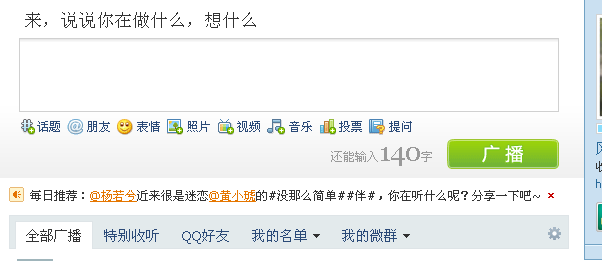 来，说说你在做什么，想什么
话题 朋友 表情 照片 视频 音乐 投票 提问
还能输入140字 广播
每日推荐：@杨若兮近来很是迷恋@黄小琥的#没那么简单##伴#，你在听什么呢？分享一下吧~
全部广播 特别收听 QQ好友 我的名单 我的微群